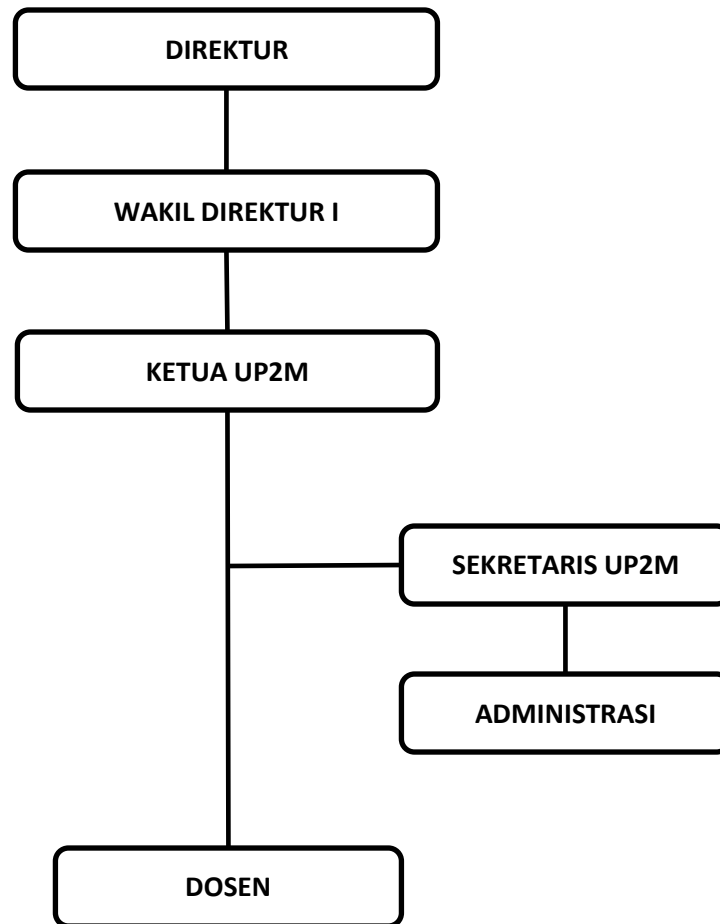 DIREKTUR
WAKIL DIREKTUR I
KETUA UP2M
SEKRETARIS UP2M
ADMINISTRASI
DOSEN